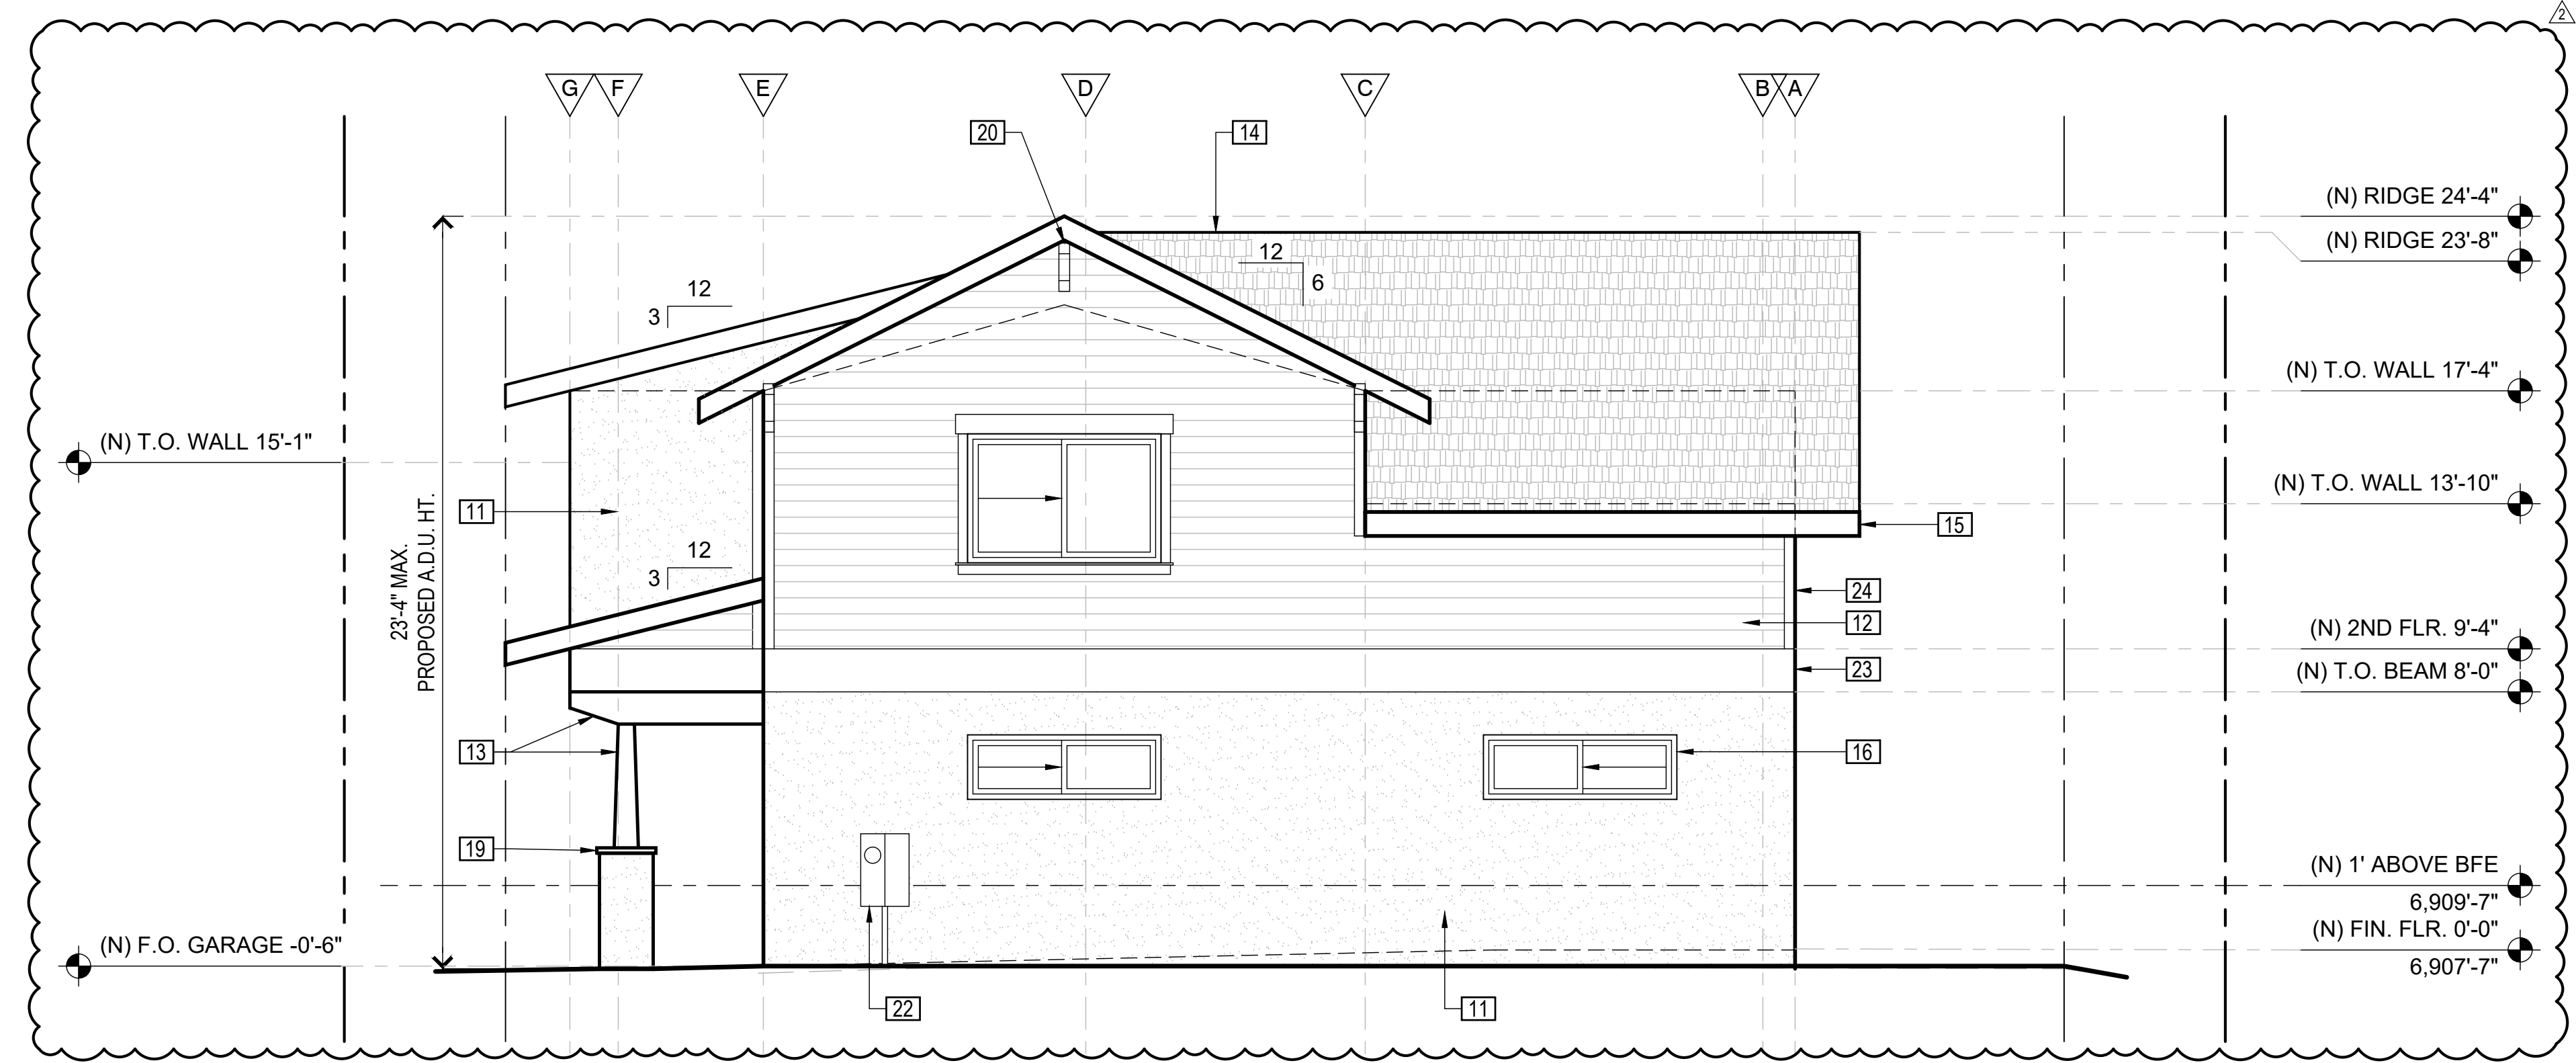 2
G F E D C B A
20
14
(N) RIDGE 24'-4"
(N) RIDGE 23'-8"
12
6
12
3
(N) T.O. WALL 17'-4"
(N) T.O. WALL 15'-1"
(N) T.O. WALL 13'-10"
11
15
12
3
23'-4" MAX.
PROPOSED A.D.U. HT.
24
12
(N) 2ND FLR. 9'-4"
23
(N) T.O. BEAM 8'-0"
13
16
19
(N) 1' ABOVE BFE
6,909'-7"
(N) F.O. GARAGE -0'-6"
(N) FIN. FLR. 0'-0"
6,907'-7"
22
11